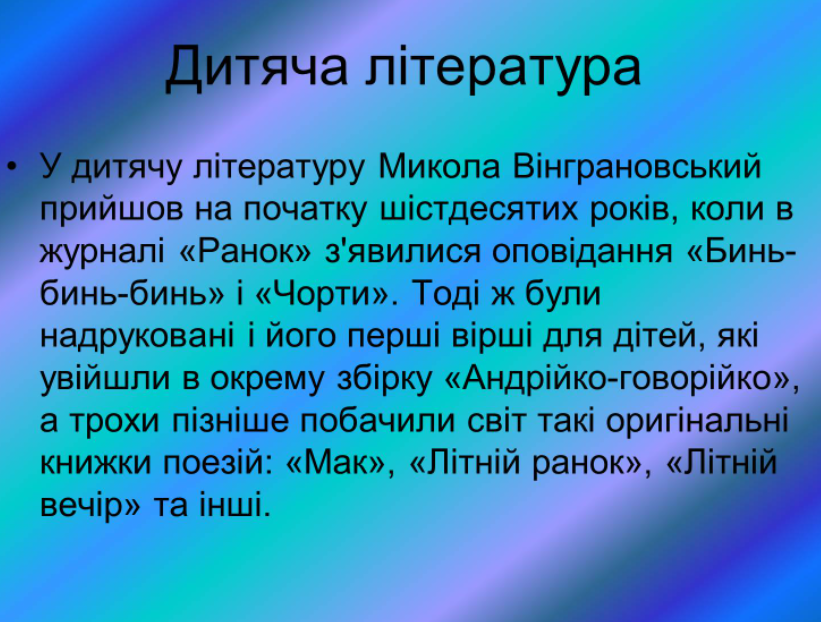 Дитяча література
• У дитячу літературу Микола Вінграновський
прийшов на початку шістдесятих років, коли в
журналі «Ранок» з'явилися оповідання «Бинь-
бинь-бинь» і «Чорти». Тоді ж були
надруковані і його перші вірші для дітей, які
увійшли в окрему збірку «Андрійко-говорійко»,
а трохи пізніше побачили світ такі оригінальні
книжки поезій: «Мак», «Літній ранок», «Літній
вечір» та інші.